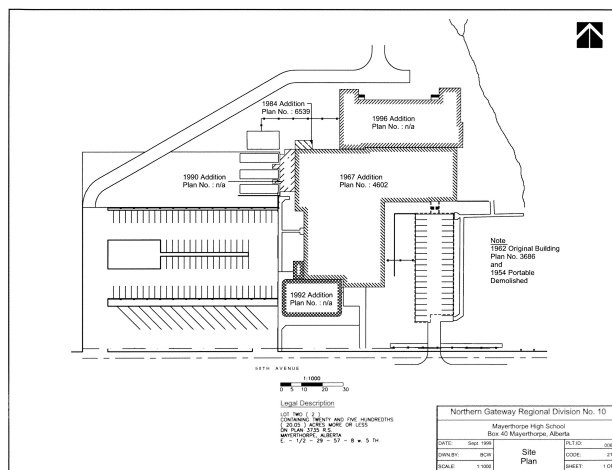 1984 Addition
Plan No. : 6539
1996 Addition
Plan No. : n/a
1990 Addition
Plan No. : n/a
1967 Addition
Plan No. : 4602
Note
1962 Original Building
Plan No. 3686
and
1954 Portable
Demolished
1992 Addition
Plan No. : n/a
50TH AVENUE
1:1000
0 5 10 20 30
Legal Description
LOT TWO ( 2 )
CONTAINING TWENTY AND FIVE HUNDREDTHS
( 20.05 ) ACRES MORE OR LESS
ON PLAN 3735 R.S.
MAYERTHORPE, ALBERTA
E. - 1/2 - 29 - 57 - 8 w. 5 TH
Northern Gateway Regional Division No. 10
Mayerthorpe High School
Box 40 Mayerthorpe, Alberta
DATE: Sept. 1999
DWN.BY: BCW
SCALE: 1:1000
Site
Plan
PLT.ID:
CODE:
SHEET: